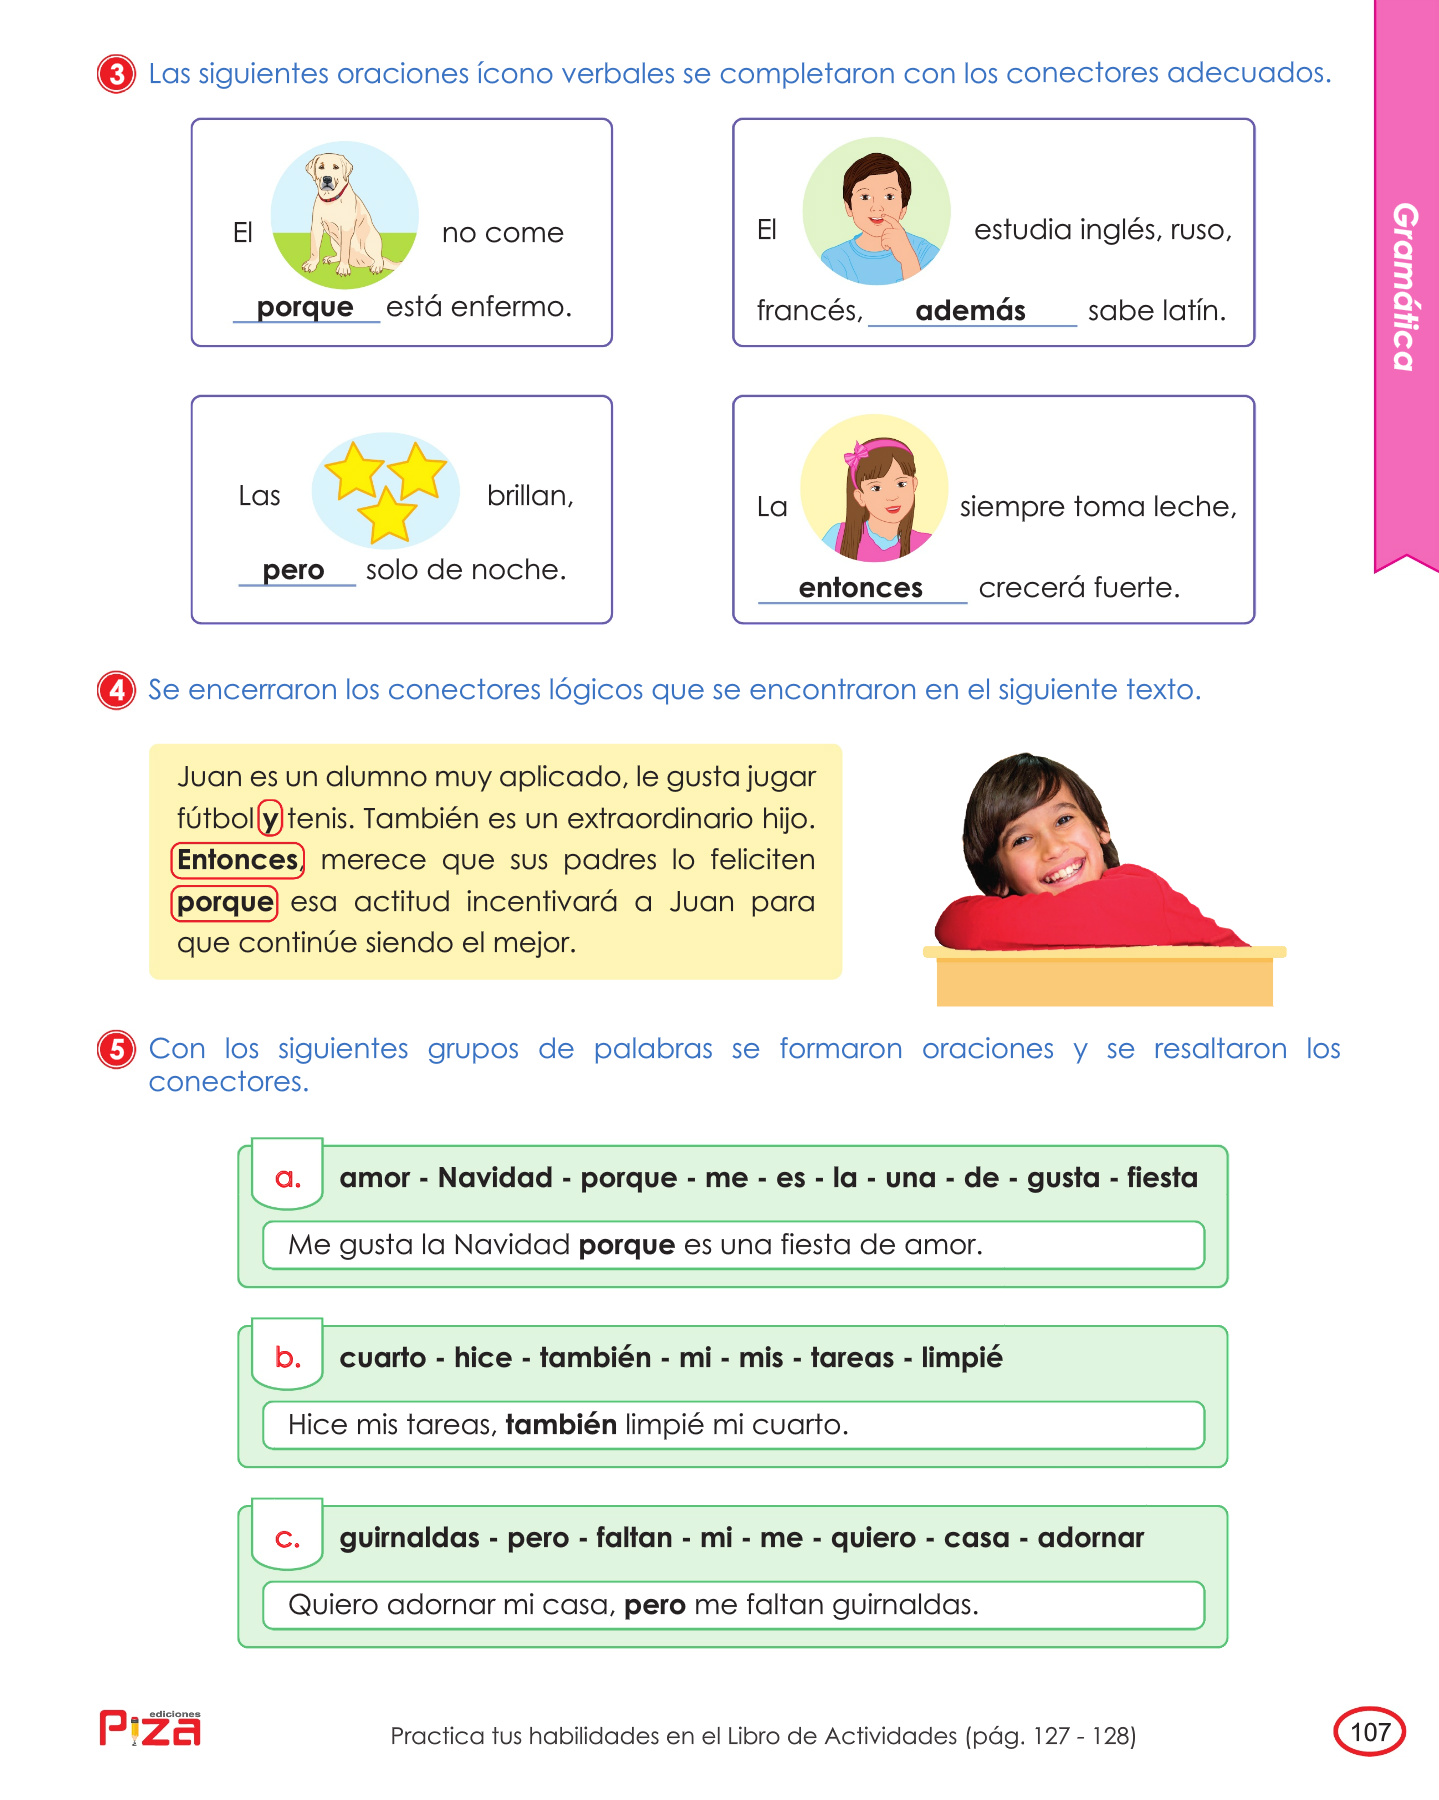 3 Las siguientes oraciones ícono verbales se completaron con los conectores adecuados.
El no come
porque está enfermo.
El estudia inglés, ruso,
francés, además sabe latín.
Las brillan,
pero solo de noche.
La siempre toma leche,
entonces crecerá fuerte.
Gramática
4 Se encerraron los conectores lógicos que se encontraron en el siguiente texto.
Juan es un alumno muy aplicado, le gusta jugar
fútbol y tenis. También es un extraordinario hijo.
Entonces, merece que sus padres lo feliciten
porque esa actitud incentivará a Juan para
que continúe siendo el mejor.
5 Con los siguientes grupos de palabras se formaron oraciones y se resaltaron los
conectores.
a. amor - Navidad - porque - me - es - la - una - de - gusta - fiesta
Me gusta la Navidad porque es una fiesta de amor.
b. cuarto - hice - también - mi - mis - tareas - limpié
Hice mis tareas, también limpié mi cuarto.
c. guirnaldas - pero - faltan - mi - me - quiero - casa - adornar
Quiero adornar mi casa, pero me faltan guirnaldas.
ediciones
Piza
Practica tus habilidades en el Libro de Actividades (pág. 127 - 128)
107